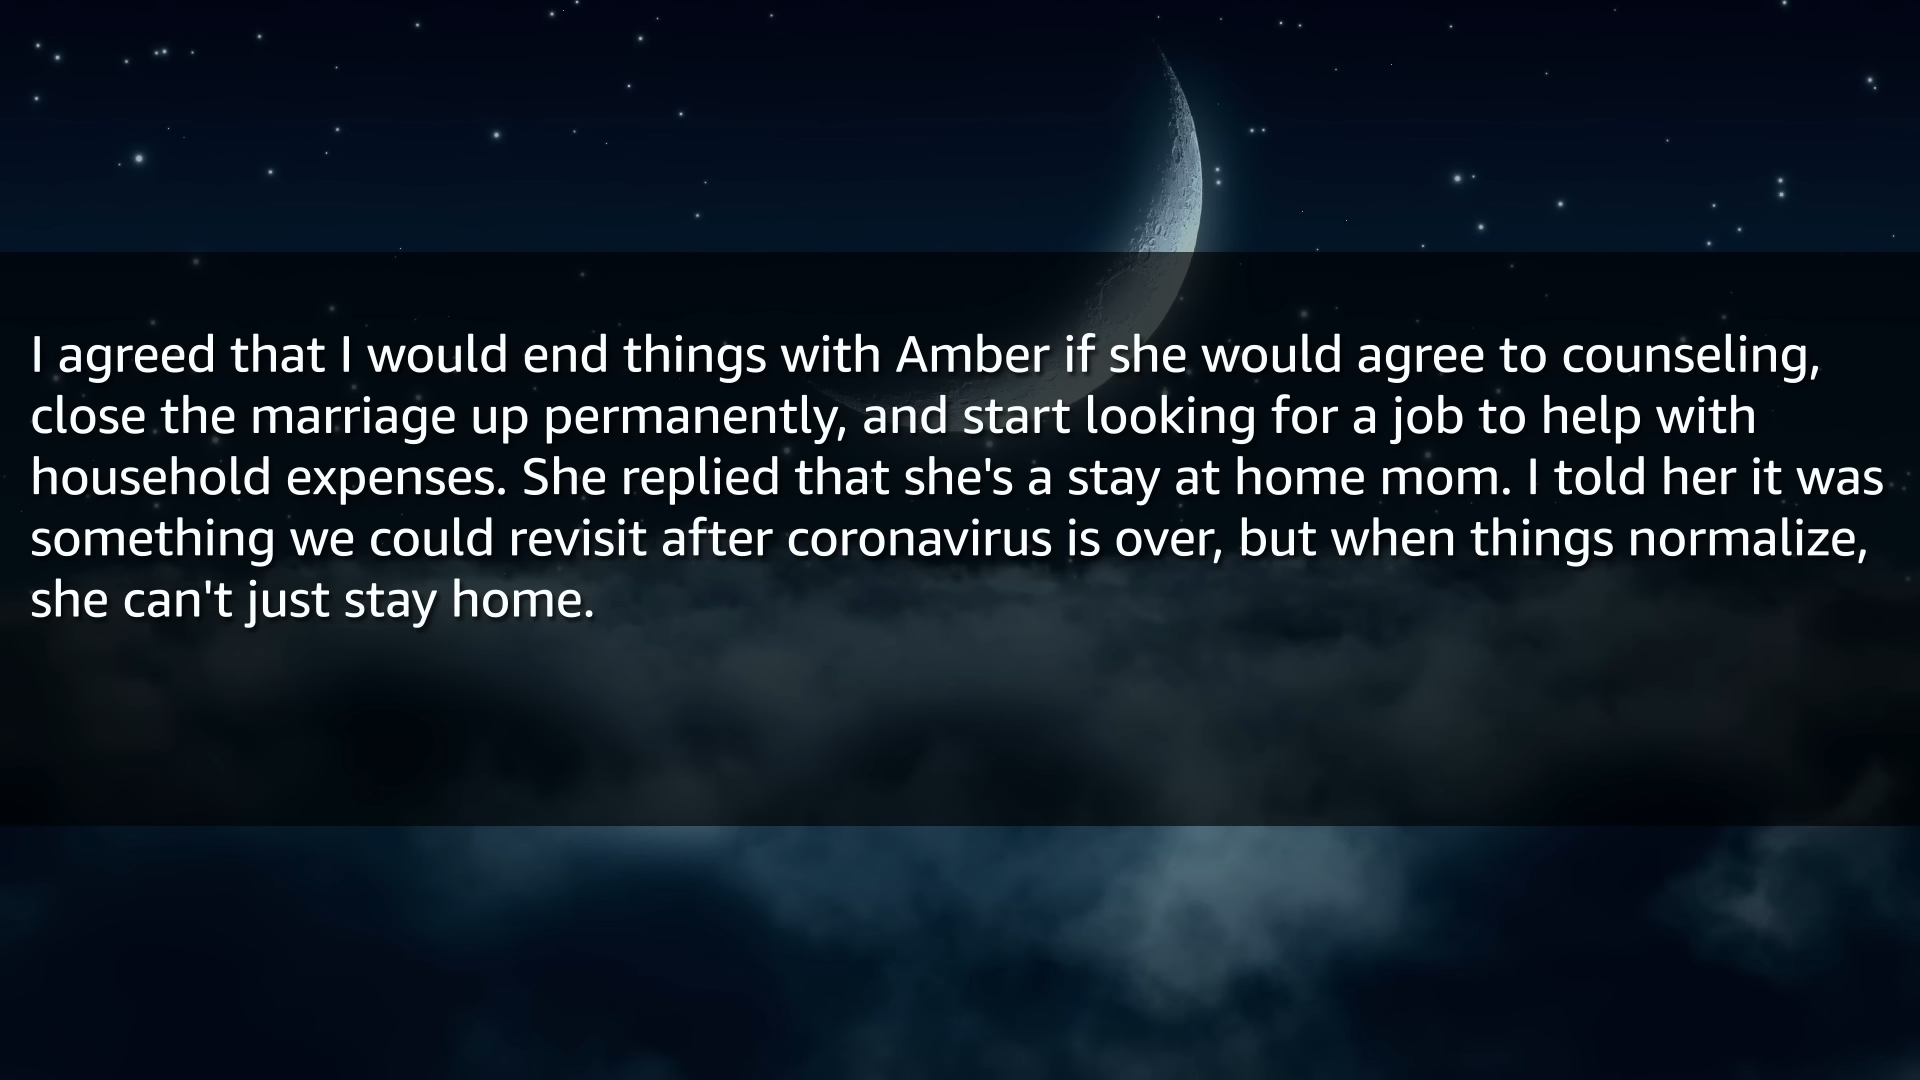 I agreed that I would end things with Amber if she would agree to counseling,
close the marriage up permanently, and start looking for a job to help with
household expenses. She replied that she's a stay at home mom. I told her it was
something we could revisit after coronavirus is over, but when things normalize,
she can't just stay home.